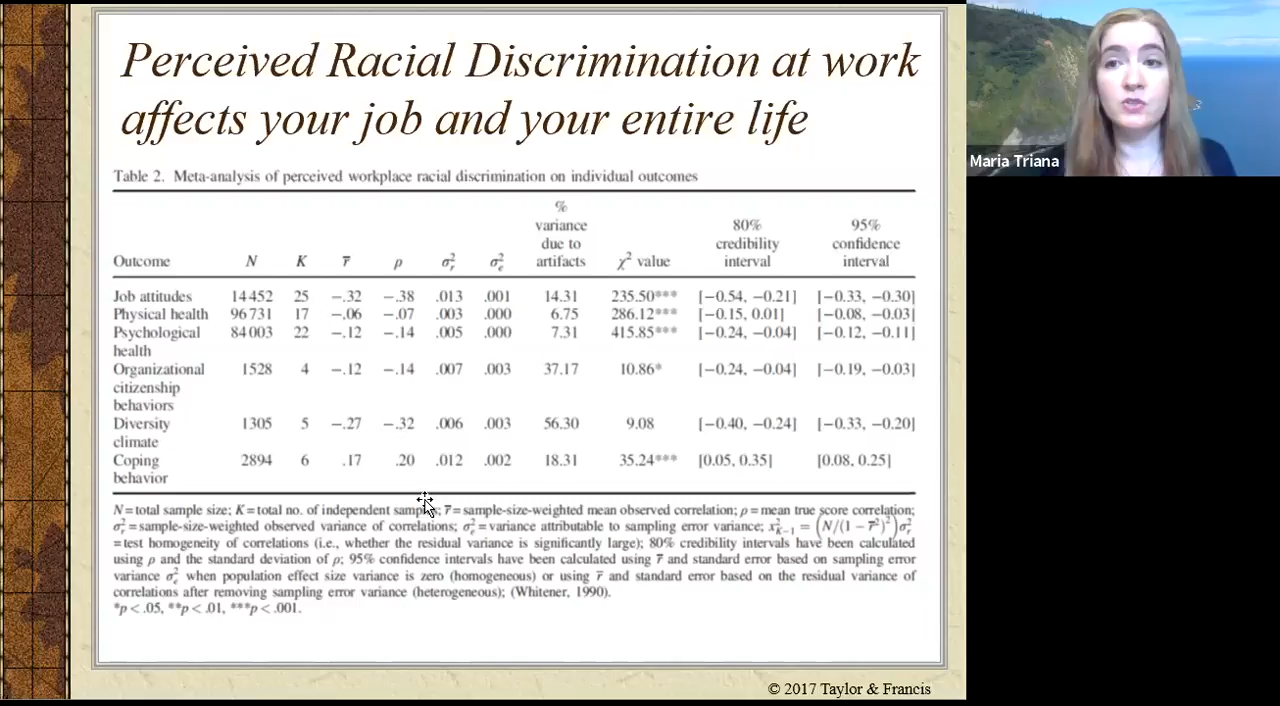 Perceived Racial Discrimination at work
affects your job and your entire life
Maria Triana
Table 2. Meta-analysis of perceived workplace racial discrimination on individual outcomes
Outcome N K r̅ ρ σ²ᵣ σ²ₑ % variance due to artifacts χ² value 80% credibility interval 95% confidence interval
Job attitudes 14 452 25 −.32 −.38 .013 .001 14.31 235.50*** [−0.54, −0.21] [−0.33, −0.30]
Physical health 96 731 17 −.06 −.07 .003 .000 6.75 286.12*** [−0.15, 0.01] [−0.08, −0.03]
Psychological health 84 003 22 −.12 −.14 .005 .000 7.31 415.85*** [−0.24, −0.04] [−0.12, −0.11]
Organizational citizenship behaviors 1528 4 −.12 −.14 .007 .003 37.17 10.86* [−0.24, −0.04] [−0.19, −0.03]
Diversity climate 1305 5 −.27 −.32 .006 .003 56.30 9.08 [−0.40, −0.24] [−0.33, −0.20]
Coping behavior 2894 6 .17 .20 .012 .002 18.31 35.24*** [0.05, 0.35] [0.08, 0.25]
N = total sample size; K = total no. of independent samples; r̅ = sample-size-weighted mean observed correlation; ρ = mean true score correlation;
σ²ᵣ = sample-size-weighted observed variance of correlations; σ²ₑ = variance attributable to sampling error variance; x²K−1 = (N/(1 − r̅²)²)σ²ᵣ
= test homogeneity of correlations (i.e., whether the residual variance is significantly large); 80% credibility intervals have been calculated
using ρ and the standard deviation of ρ; 95% confidence intervals have been calculated using r̅ and standard error based on sampling error
variance σ²ₑ when population effect size variance is zero (homogeneous) or using r̅ and standard error based on the residual variance of
correlations after removing sampling error variance (heterogeneous); (Whitener, 1990).
*p < .05, **p < .01, ***p < .001.
© 2017 Taylor & Francis